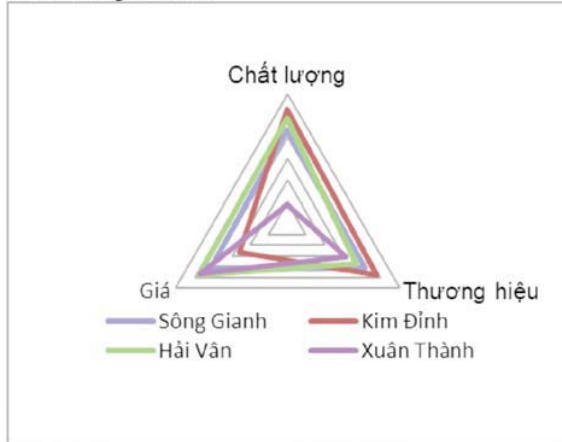 Chất lượng
Giá
Thương hiệu
Sông Gianh
Kim Đỉnh
Hải Vân
Xuân Thành